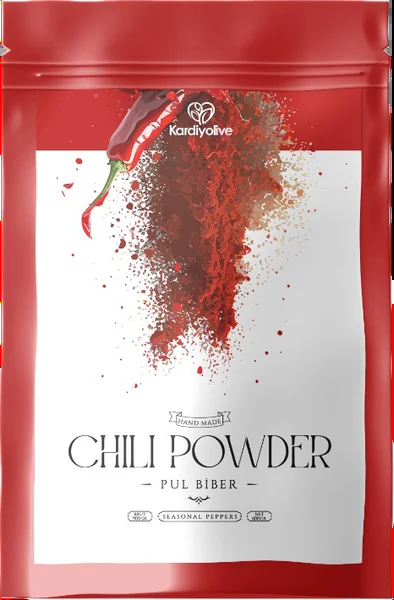 Kardiyolive
HAND MADE
CHILI POWDER
PUL BİBER
SEASONAL PEPPERS